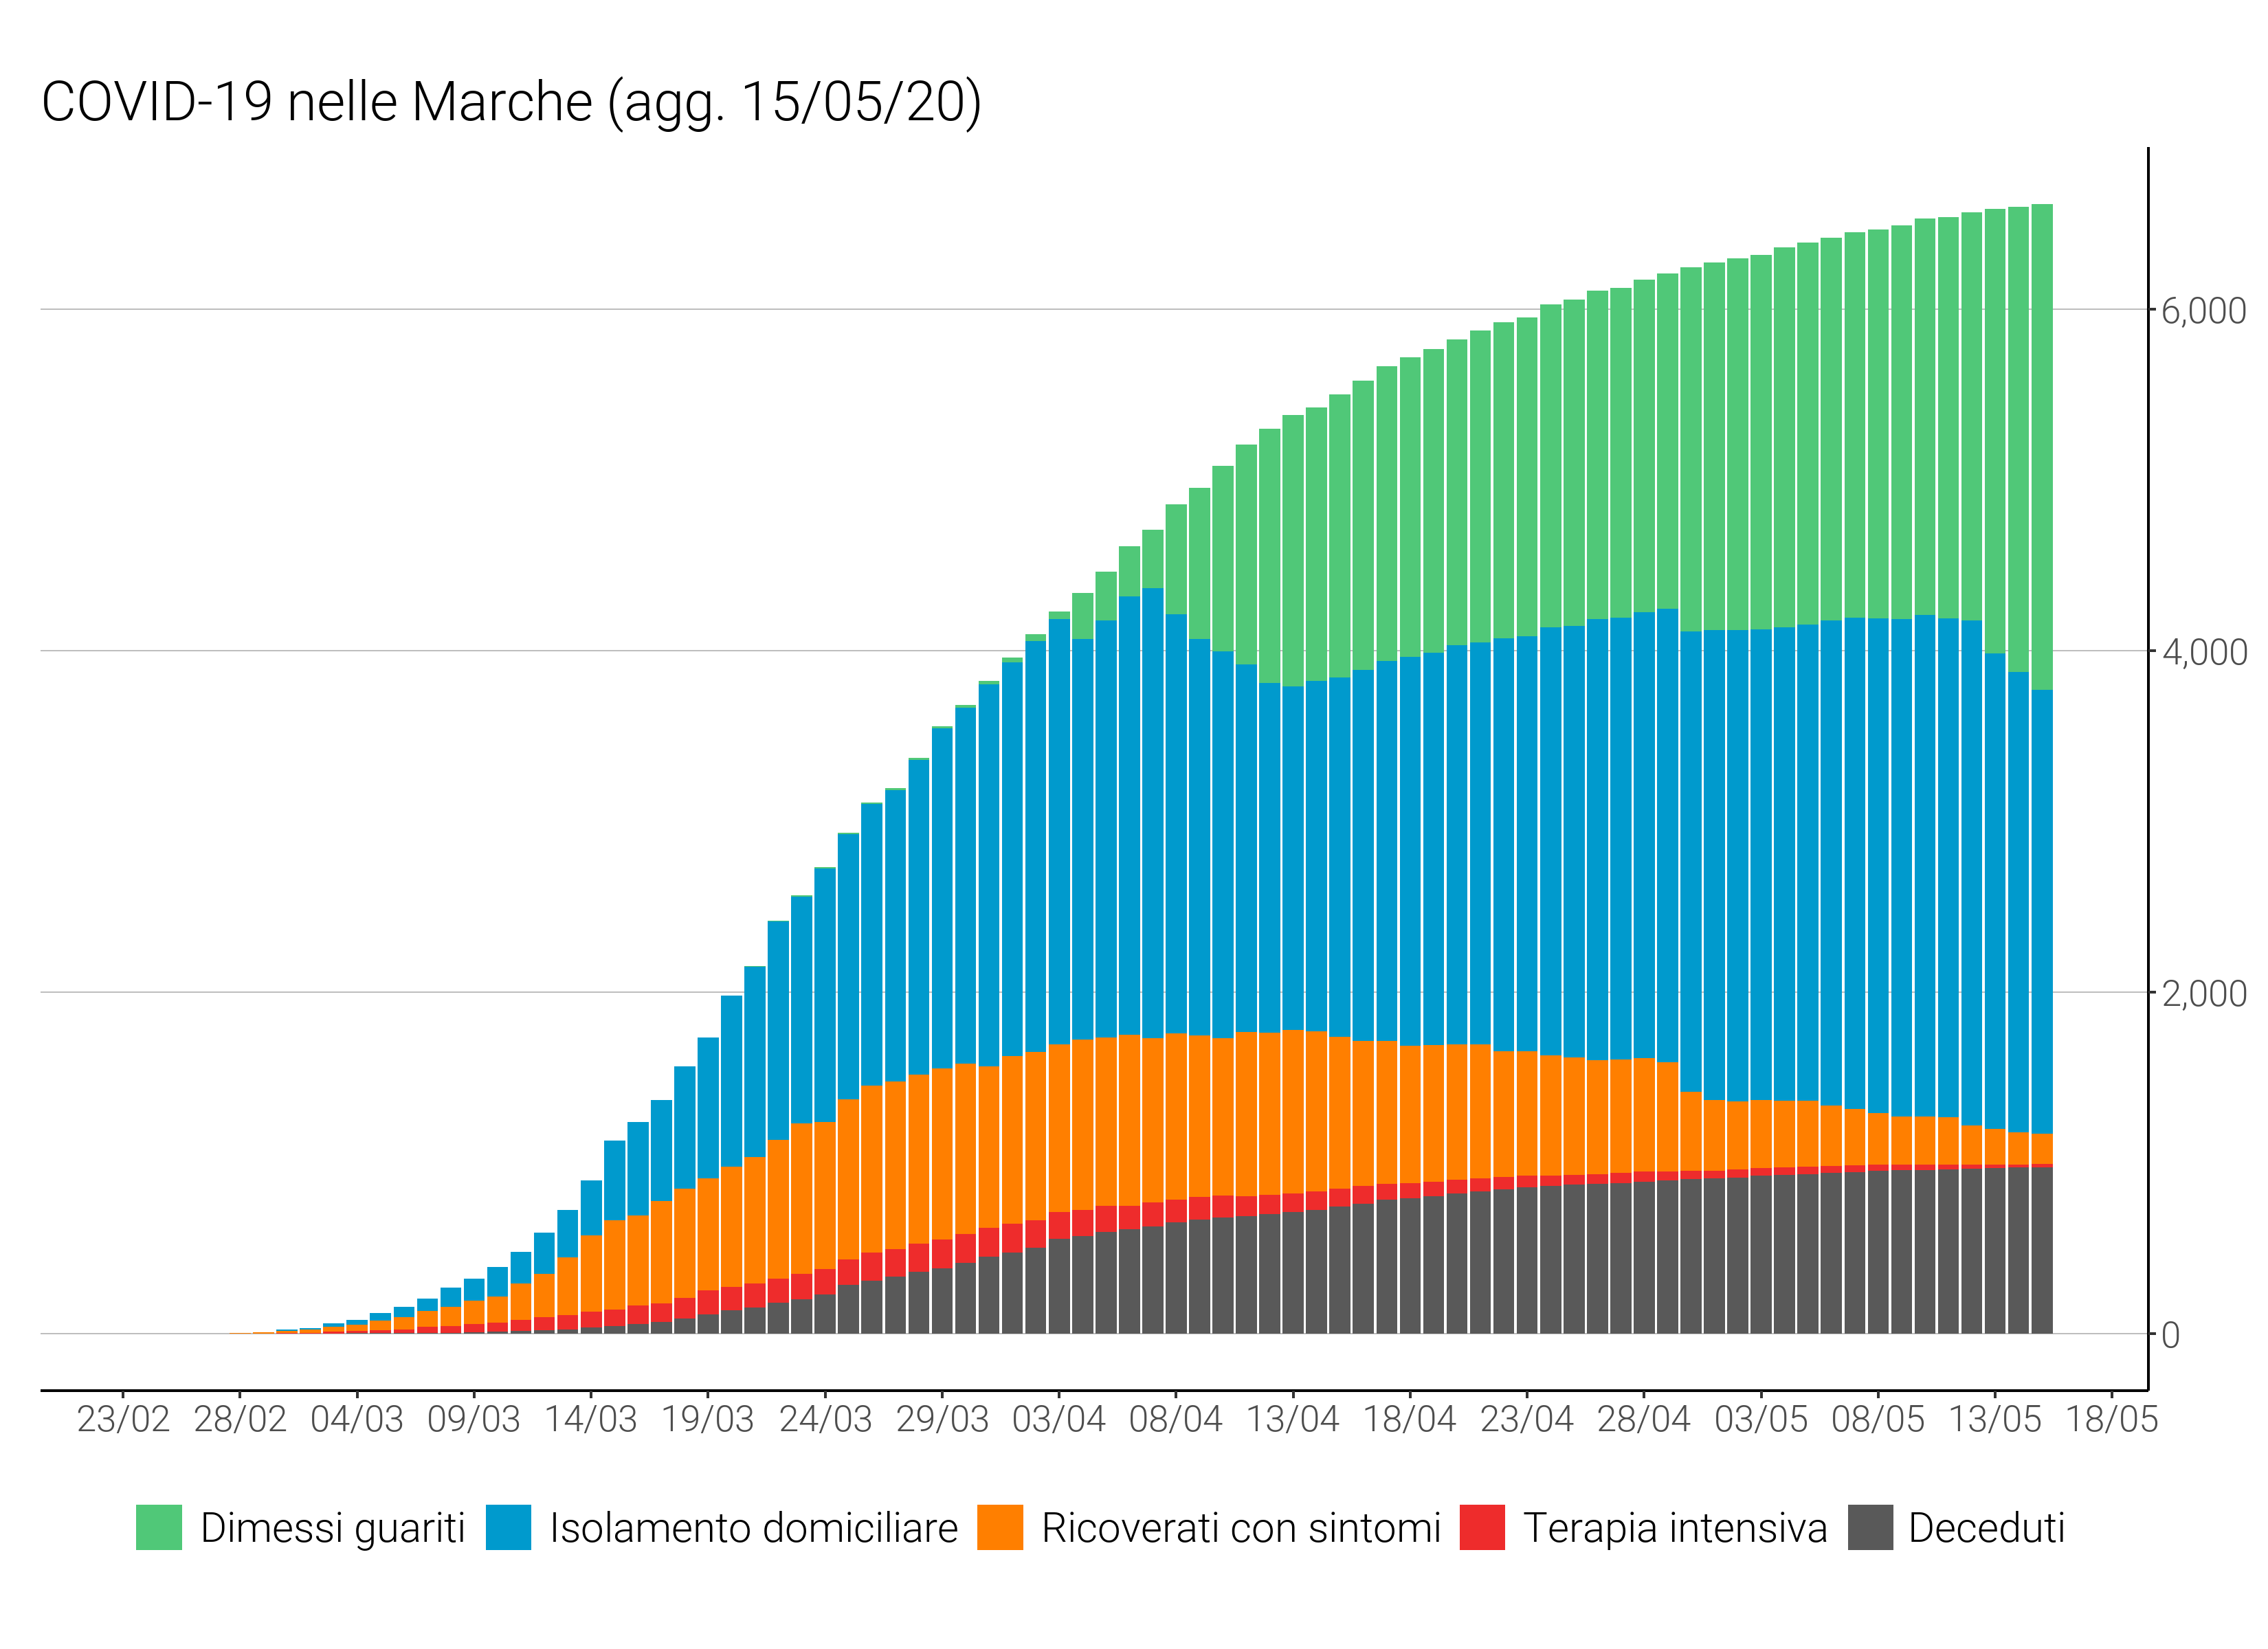 COVID-19 nelle Marche (agg. 15/05/20)
6,000
4,000
2,000
0
23/02 28/02 04/03 09/03 14/03 19/03 24/03 29/03 03/04 08/04 13/04 18/04 23/04 28/04 03/05 08/05 13/05 18/05
Dimessi guariti Isolamento domiciliare Ricoverati con sintomi Terapia intensiva Deceduti